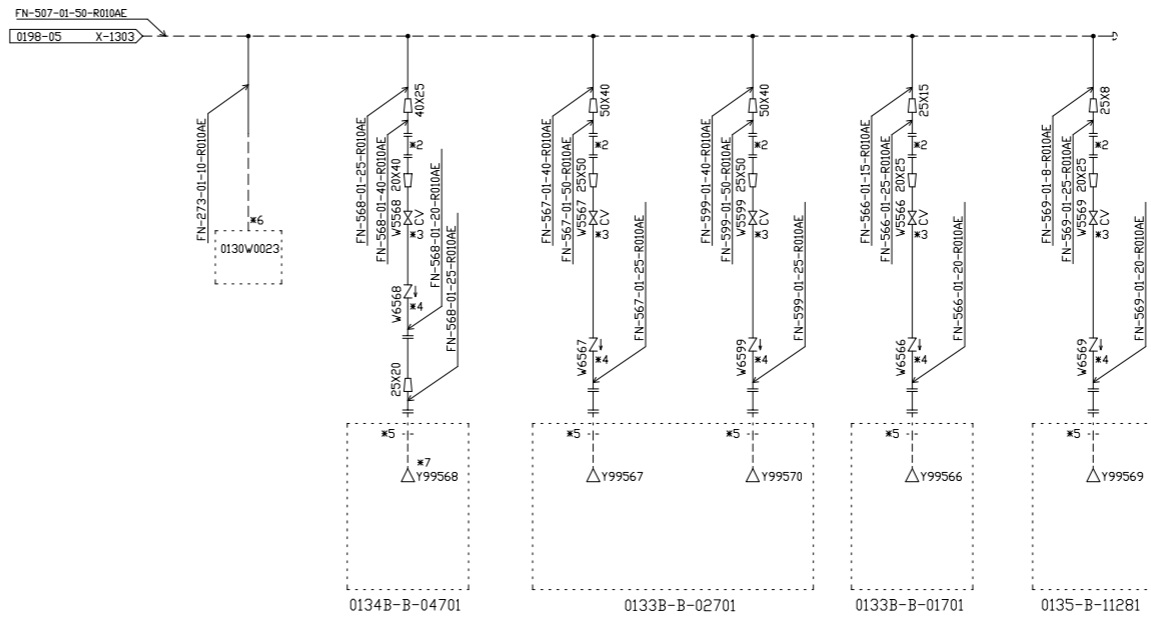 FN-507-01-50-R010AE
0198-05 X-1303
FN-273-01-10-R010AE
*6
0130W0023
FN-568-01-25-R010AE
40X25
FN-568-01-40-R010AE
*2
W5568 20X40
CV
*3
FN-568-01-20-R010AE
W6568
*4
FN-568-01-25-R010AE
25X20
*5
*7
Y99568
0134B-B-04701
FN-567-01-40-R010AE
50X40
FN-567-01-50-R010AE
*2
W5567 25X50
CV
*3
FN-567-01-25-R010AE
W6567
*4
*5
Y99567
FN-599-01-40-R010AE
50X40
FN-599-01-50-R010AE
*2
W5599 25X50
CV
*3
FN-599-01-25-R010AE
W6599
*4
*5
Y99570
0133B-B-02701
FN-566-01-15-R010AE
25X15
FN-566-01-25-R010AE
*2
W5566 20X25
CV
*3
FN-566-01-20-R010AE
W6566
*4
*5
Y99566
0133B-B-01701
FN-569-01-8-R010AE
25X8
FN-569-01-25-R010AE
*2
W5569 20X25
CV
*3
FN-569-01-20-R010AE
W6569
*4
*5
Y99569
0135-B-11281